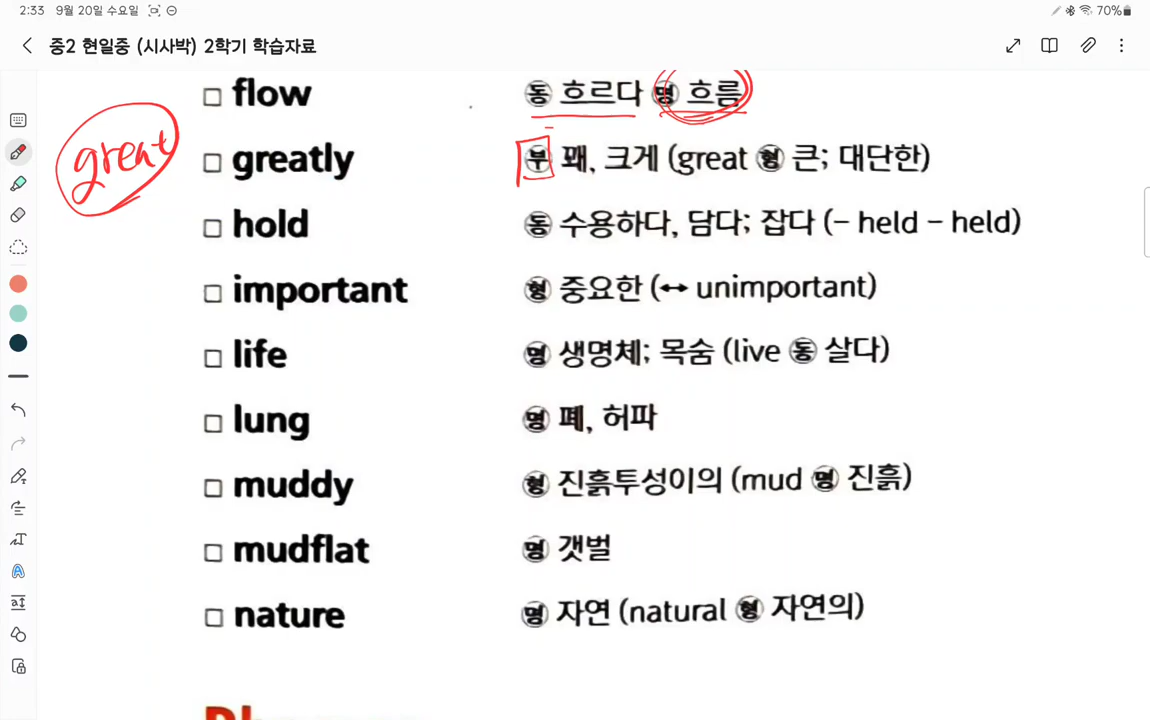 2:33 9월 20일 수요일 70%
중2 현일중 (시사박) 2학기 학습자료
flow 동 흐르다 명 흐름
great
greatly 부 꽤, 크게 (great 형 큰; 대단한)
hold 동 수용하다, 담다; 잡다 (– held – held)
important 형 중요한 (↔ unimportant)
life 명 생명체; 목숨 (live 동 살다)
lung 명 폐, 허파
muddy 형 진흙투성이의 (mud 명 진흙)
mudflat 명 갯벌
nature 명 자연 (natural 형 자연의)